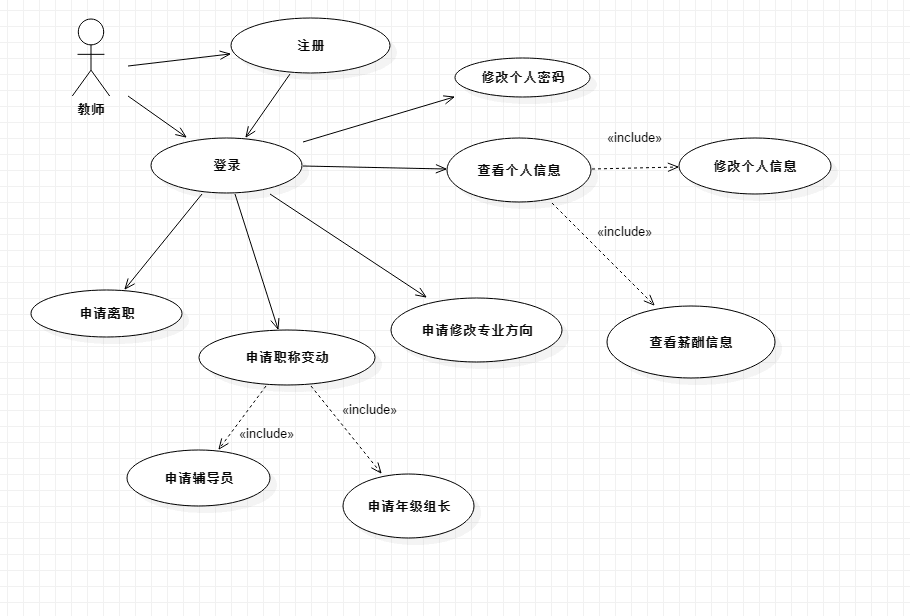 注册
修改个人密码
教师
«include»
登录
查看个人信息
修改个人信息
«include»
申请离职
申请修改专业方向
查看薪酬信息
申请职称变动
«include»
«include»
申请辅导员
申请年级组长